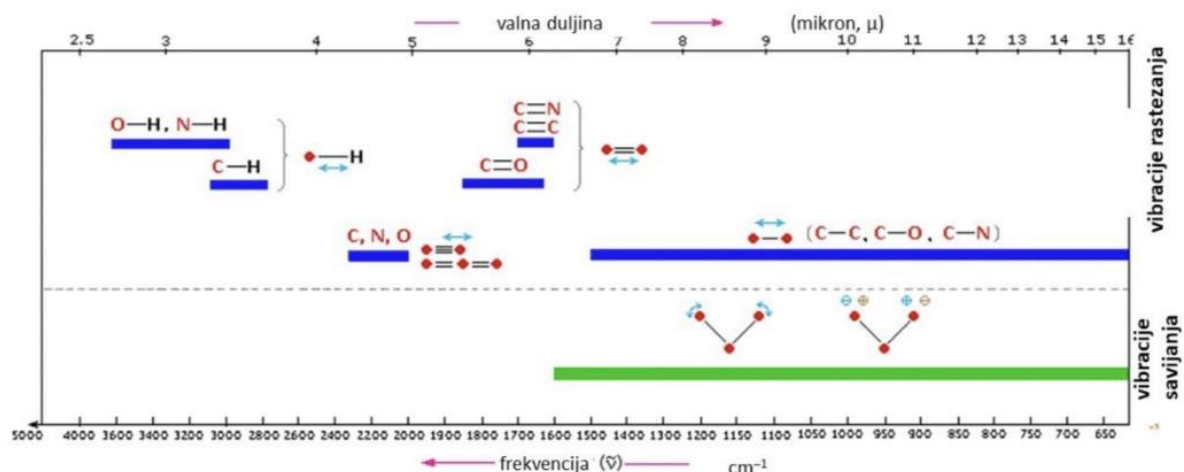 valna duljina (mikron, μ)
2.5 3 4 5 6 7 8 9 10 11 12 13 14 15 16
C=N
C=C
O—H, N—H
—H
C—H
C=O
C, N, O
(C—C, C—O, C—N)
vibracije rastezanja
vibracije
savijanja
5000 4000 3600 3400 3200 3000 2800 2600 2400 2200 2000 1900 1800 1700 1600 1500 1400 1300 1200 1150 1100 1050 1000 950 900 850 800 750 700 650
-1
frekvencija (ν̃) cm⁻¹